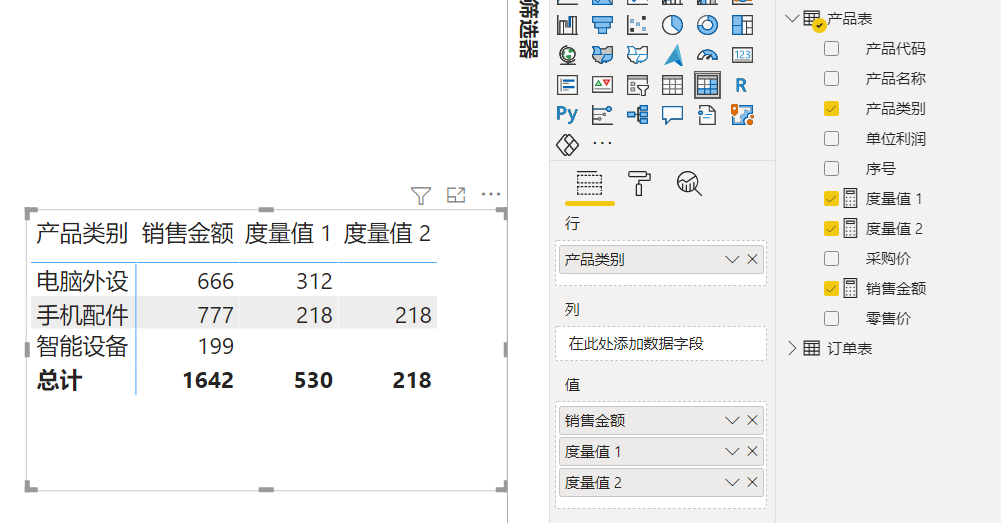 筛选器
产品表
产品代码
产品名称
123
产品类别
R
单位利润
Py
序号
度量值 1
度量值 2
采购价
销售金额
零售价
订单表
产品类别 销售金额 度量值 1 度量值 2
电脑外设 666 312
手机配件 777 218 218
智能设备 199
总计 1642 530 218
行
产品类别
列
在此处添加数据字段
值
销售金额
度量值 1
度量值 2